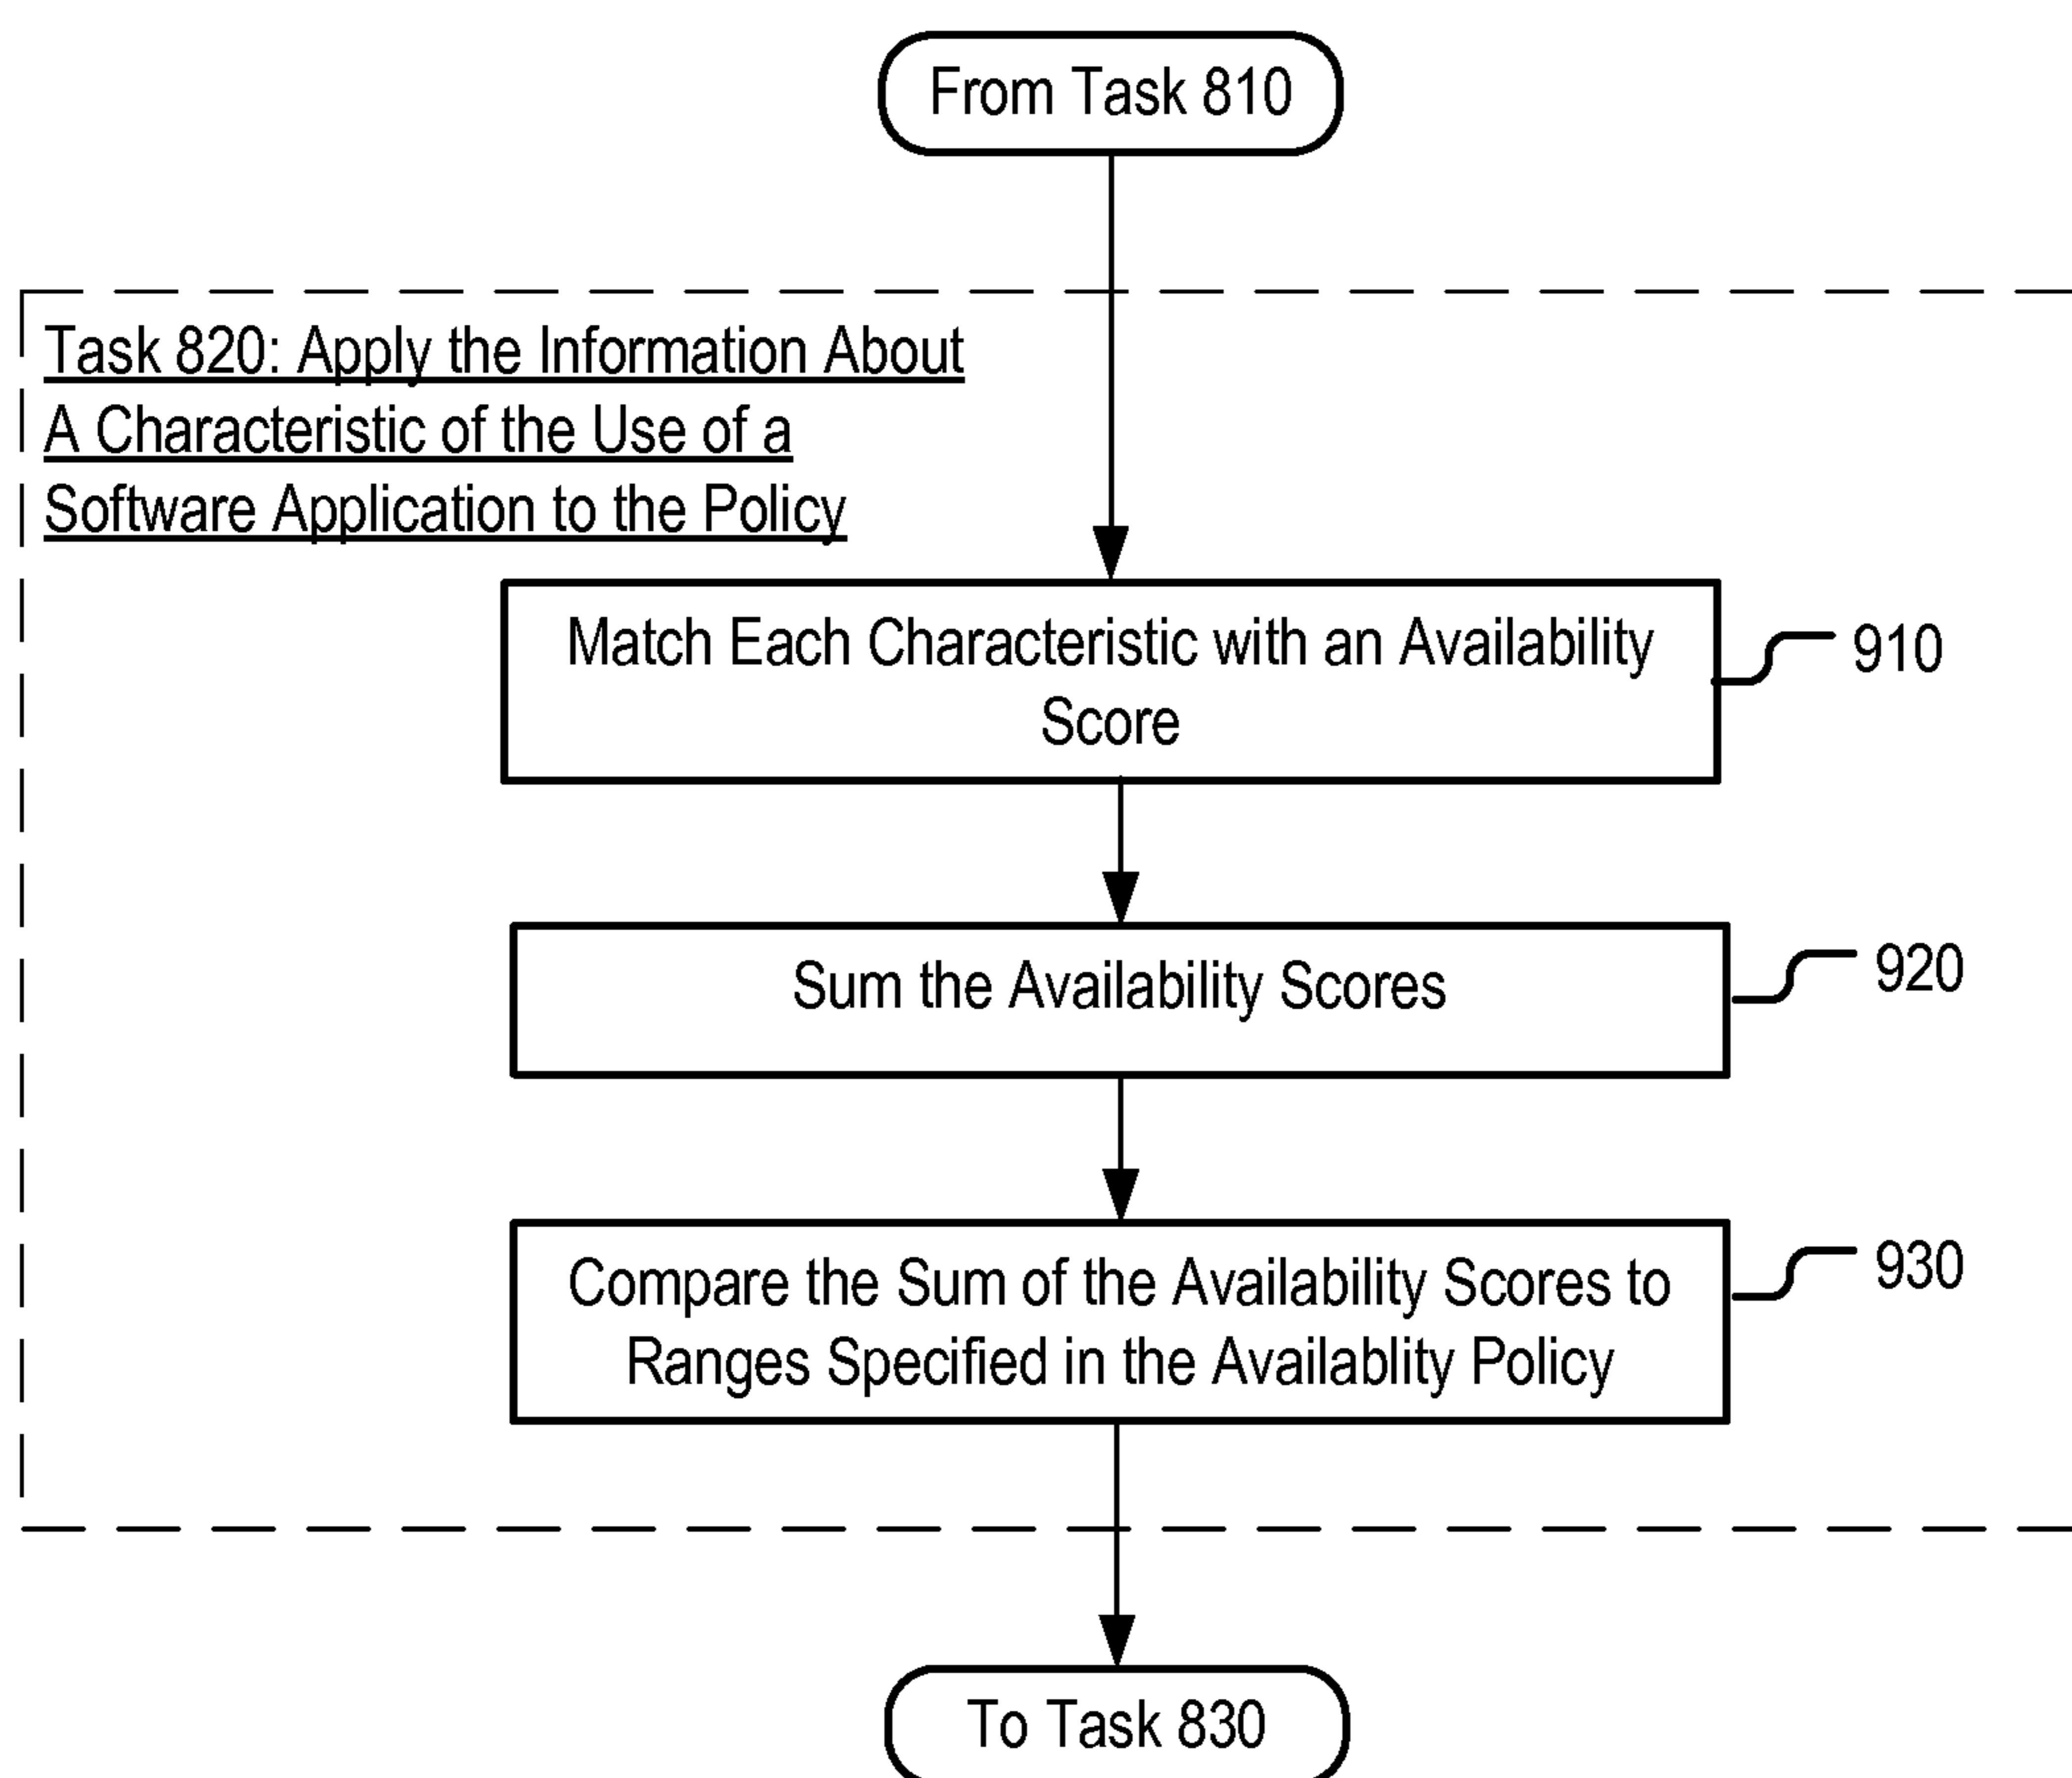 From Task 810
Task 820: Apply the Information About
A Characteristic of the Use of a
Software Application to the Policy
Match Each Characteristic with an Availability
Score
910
Sum the Availability Scores
920
Compare the Sum of the Availability Scores to
Ranges Specified in the Availablity Policy
930
To Task 830